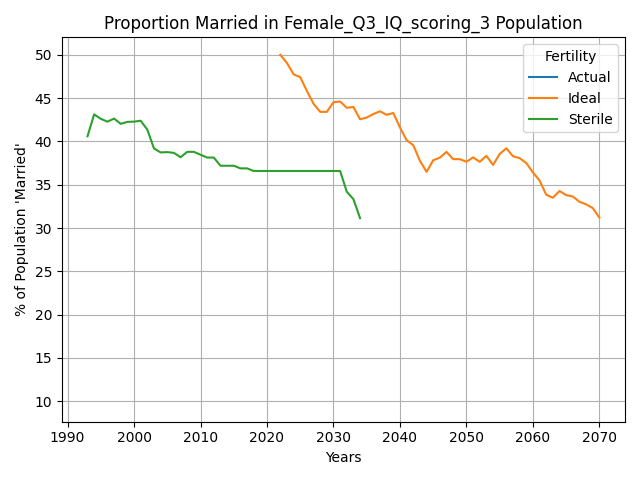 Proportion Married in Female_Q3_IQ_scoring_3 Population
Fertility
Actual
Ideal
Sterile
% of Population 'Married'
50
45
40
35
30
25
20
15
10
1990
2000
2010
2020
2030
2040
2050
2060
2070
Years